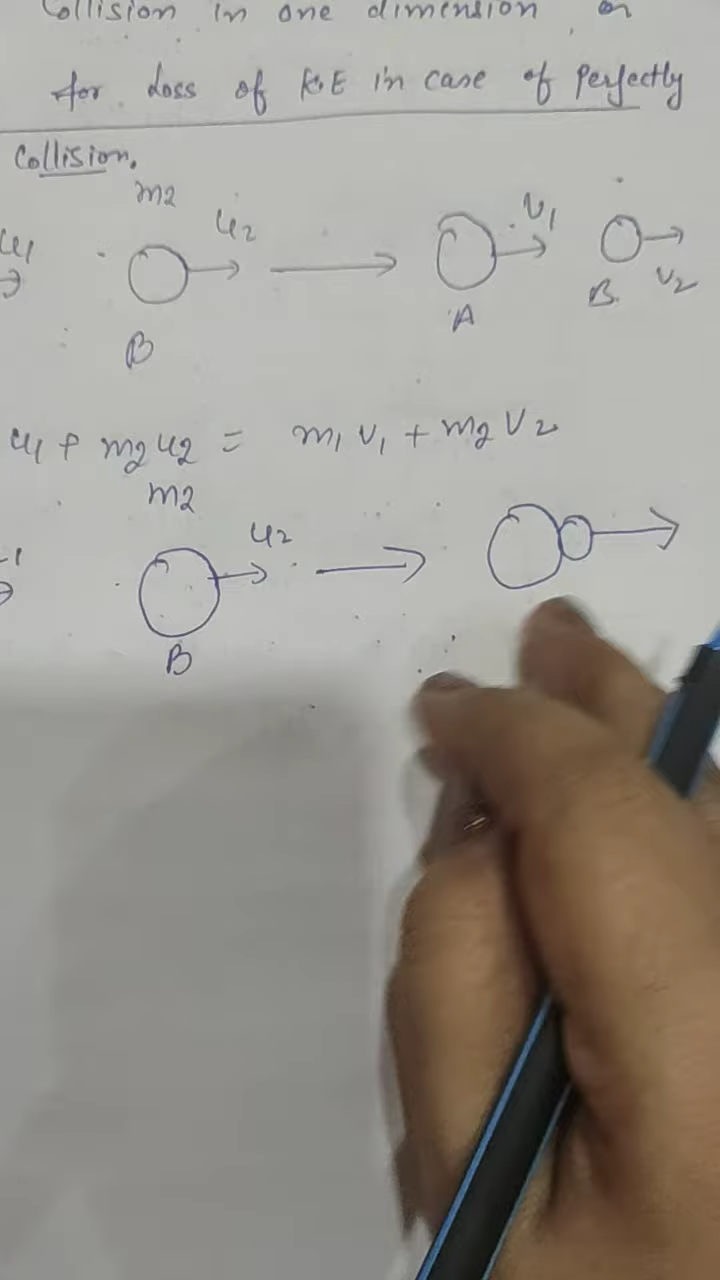 Collision in one dimension or
for loss of K.E in case of Perfectly
Collision.
m2
u1 u2 v1
v2
A B
B
u1 + m2u2 = m1v1 + m2v2
m2
u2
B